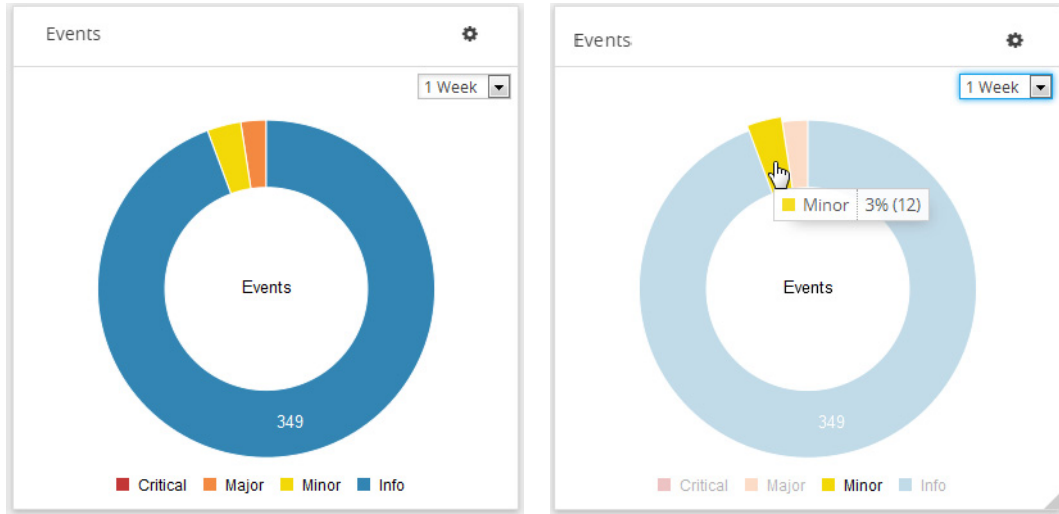 Events
1 Week
Events
349
Critical Major Minor Info
Events
1 Week
Minor 3% (12)
Events
349
Critical Major Minor Info